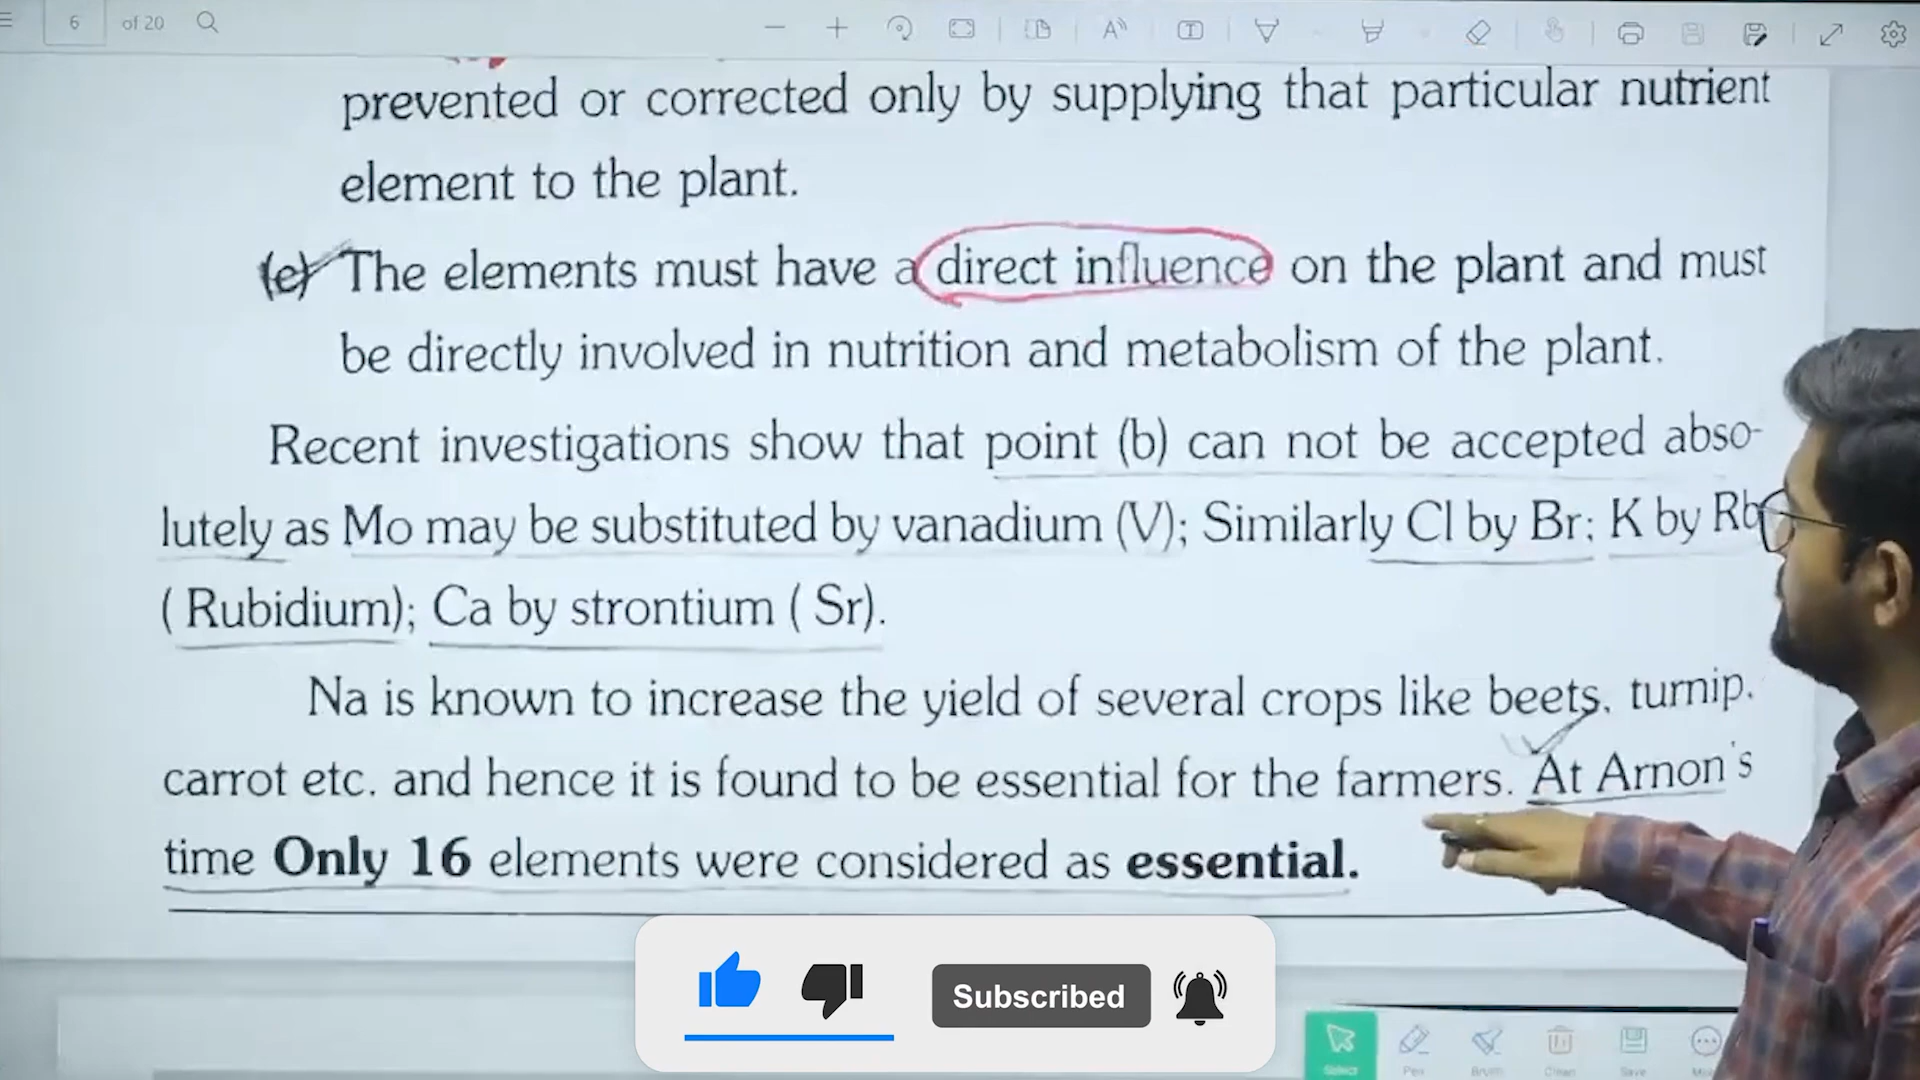 6 of 20
prevented or corrected only by supplying that particular nutrient
element to the plant.
(c) The elements must have a direct influence on the plant and must
be directly involved in nutrition and metabolism of the plant.
Recent investigations show that point (b) can not be accepted abso-
lutely as Mo may be substituted by vanadium (V); Similarly Cl by Br; K by Rb
( Rubidium); Ca by strontium ( Sr).
Na is known to increase the yield of several crops like beets, turnip,
carrot etc. and hence it is found to be essential for the farmers. At Arnon's
time Only 16 elements were considered as essential.
Subscribed
Select Pen Brush Clean Save